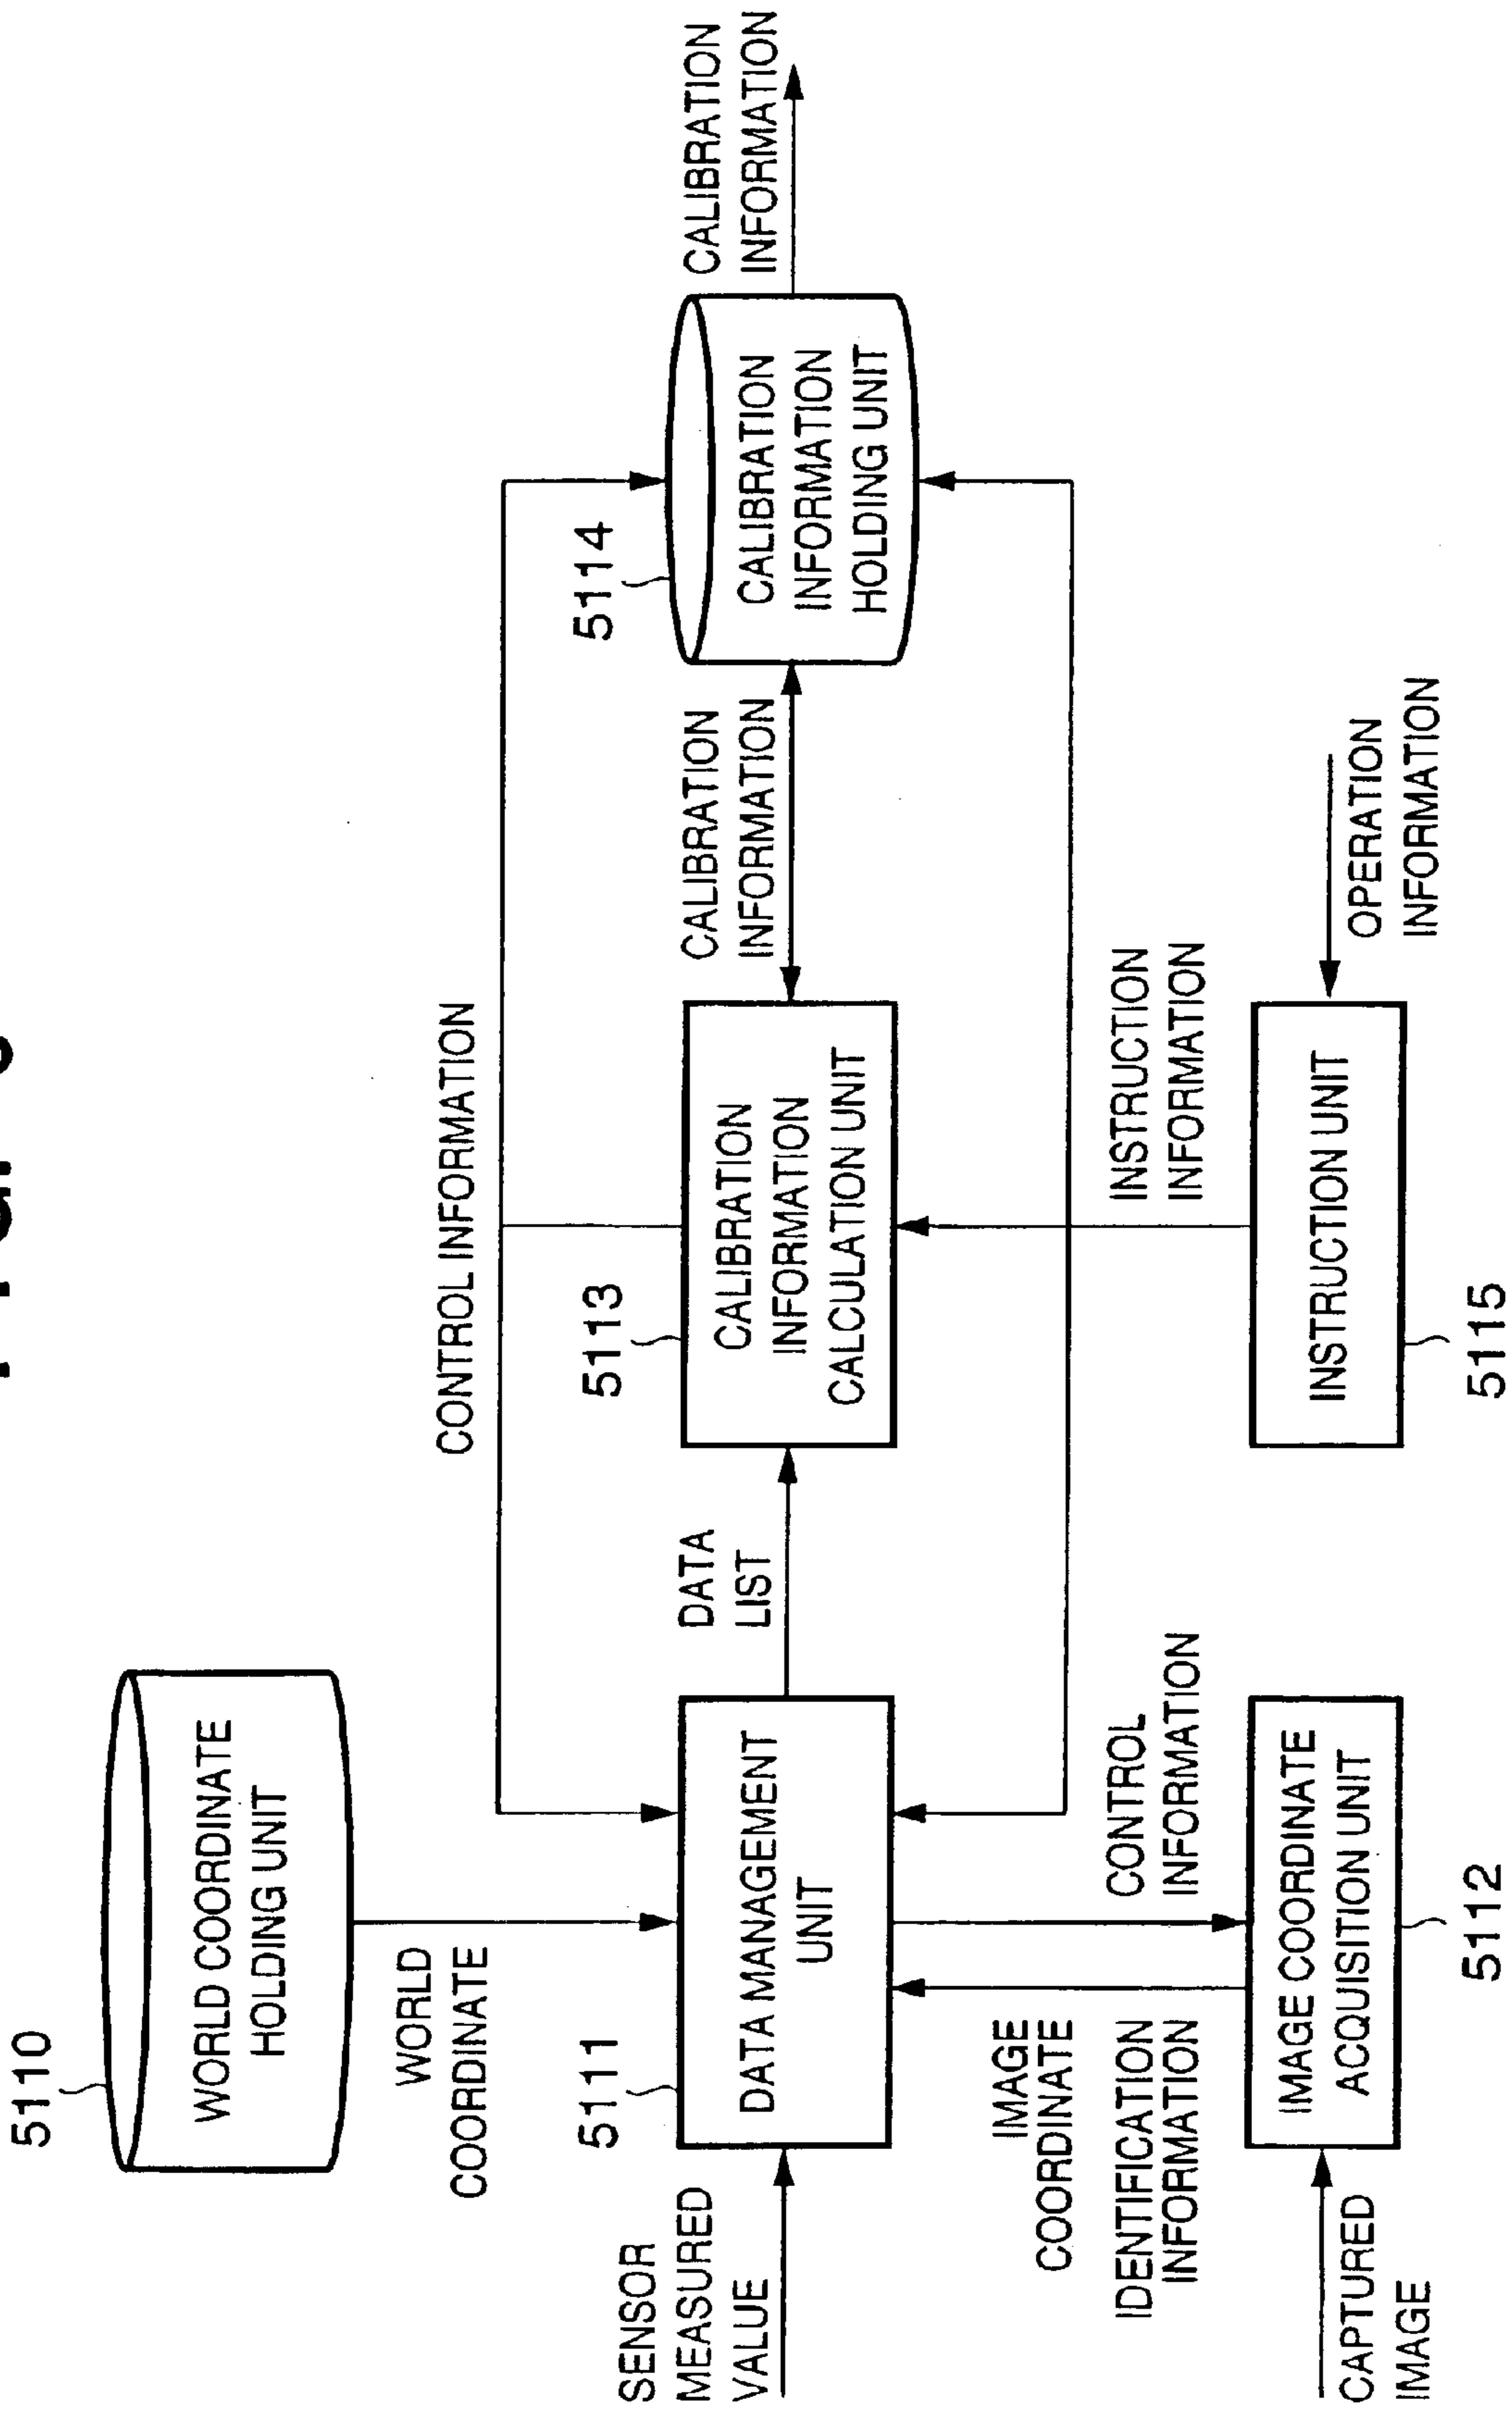 5110
WORLD COORDINATE
HOLDING UNIT
WORLD
COORDINATE
CONTROL INFORMATION
SENSOR
MEASURED
VALUE
5111
DATA MANAGEMENT
UNIT
DATA
LIST
5113
CALIBRATION
INFORMATION
CALCULATION UNIT
CALIBRATION
INFORMATION
5114
CALIBRATION
INFORMATION
HOLDING UNIT
CALIBRATION
INFORMATION
IMAGE
COORDINATE
IDENTIFICATION
INFORMATION
CONTROL
INFORMATION
INSTRUCTION
INFORMATION
CAPTURED
IMAGE
IMAGE COORDINATE
ACQUISITION UNIT
5112
INSTRUCTION UNIT
5115
OPERATION
INFORMATION